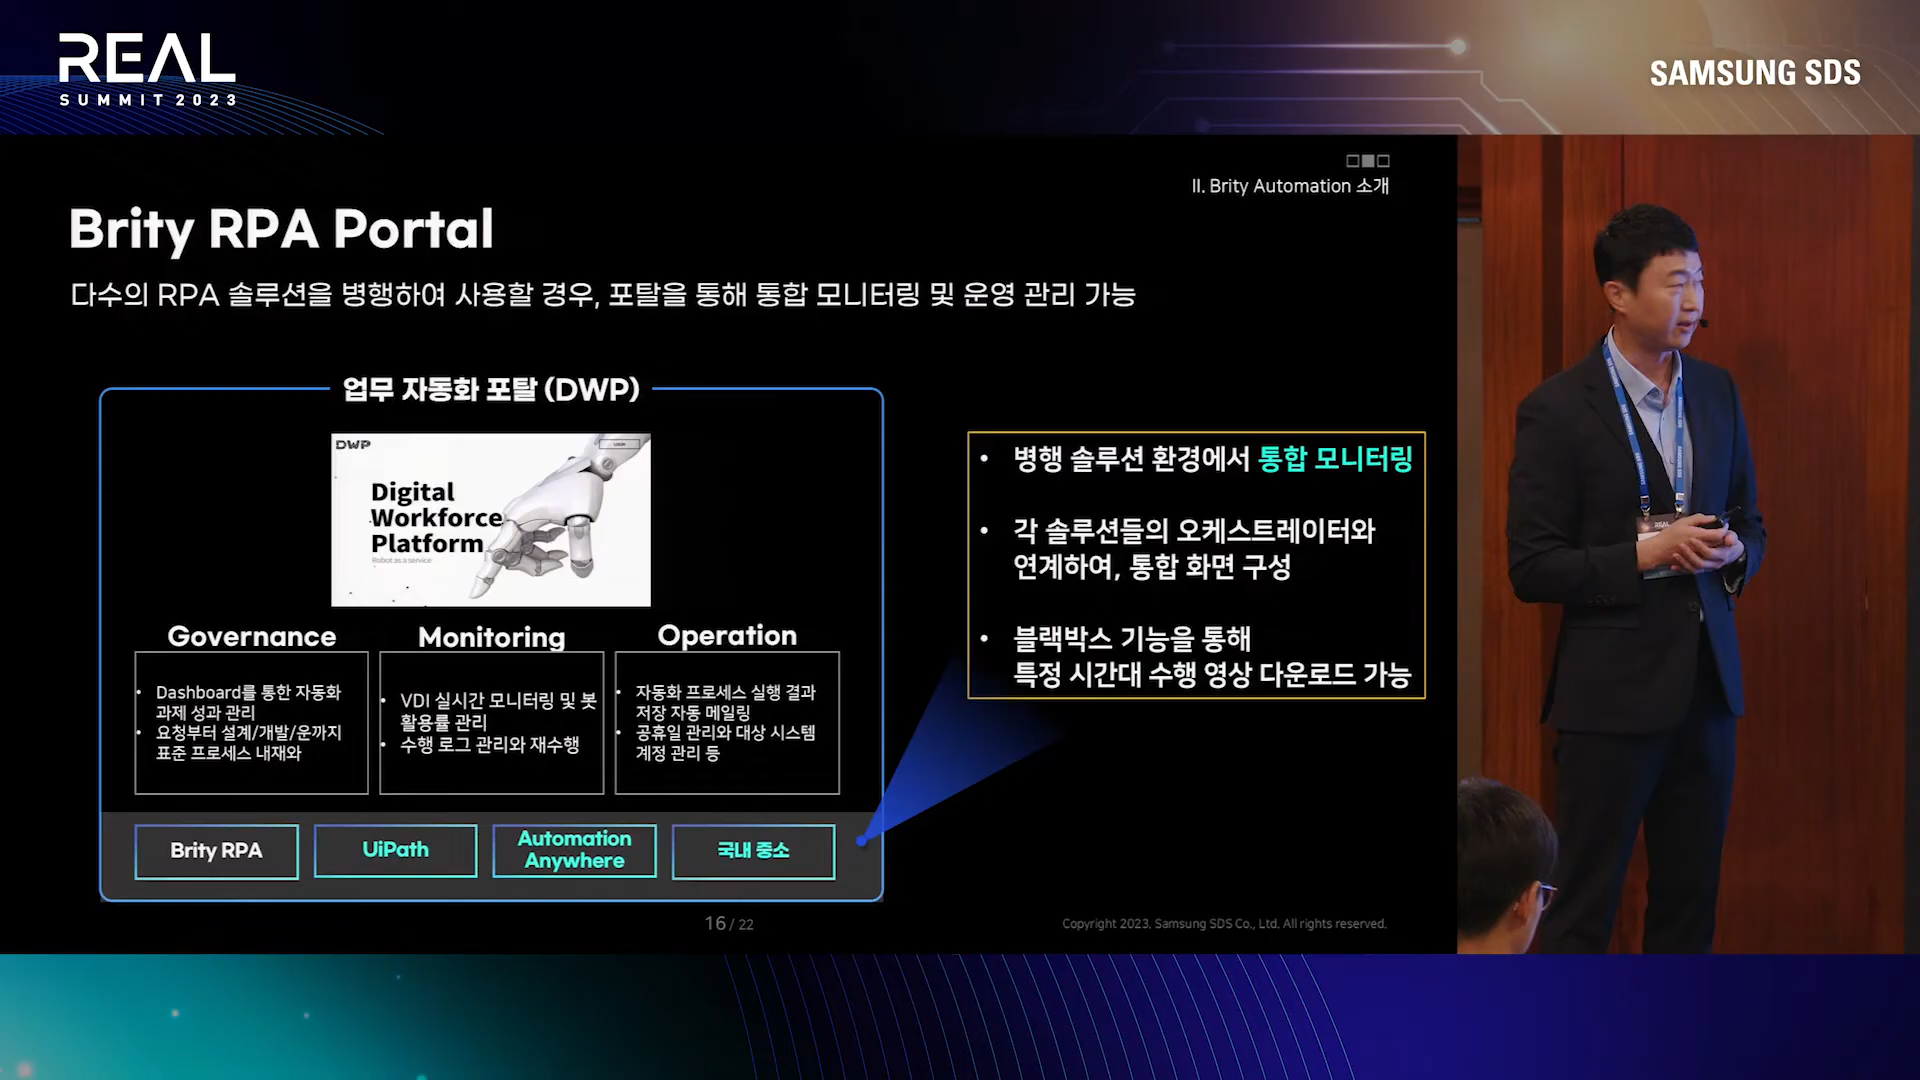 REAL
SUMMIT 2023
SAMSUNG SDS
II. Brity Automation 소개
Brity RPA Portal
다수의 RPA 솔루션을 병행하여 사용할 경우, 포탈을 통해 통합 모니터링 및 운영 관리 가능
업무 자동화 포탈 (DWP)
DWP
LOGIN
Digital
Workforce
Platform
Robot as a service
Governance
Dashboard를 통한 자동화
과제 성과 관리
요청부터 설계/개발/운까지
표준 프로세스 내재와
Monitoring
VDI 실시간 모니터링 및 봇
활용률 관리
수행 로그 관리와 재수행
Operation
자동화 프로세스 실행 결과
저장 자동 메일링
공휴일 관리와 대상 시스템
계정 관리 등
Brity RPA
UiPath
Automation
Anywhere
국내 중소
• 병행 솔루션 환경에서 통합 모니터링
• 각 솔루션들의 오케스트레이터와
연계하여, 통합 화면 구성
• 블랙박스 기능을 통해
특정 시간대 수행 영상 다운로드 가능
16 / 22
Copyright 2023. Samsung SDS Co., Ltd. All rights reserved.
REAL